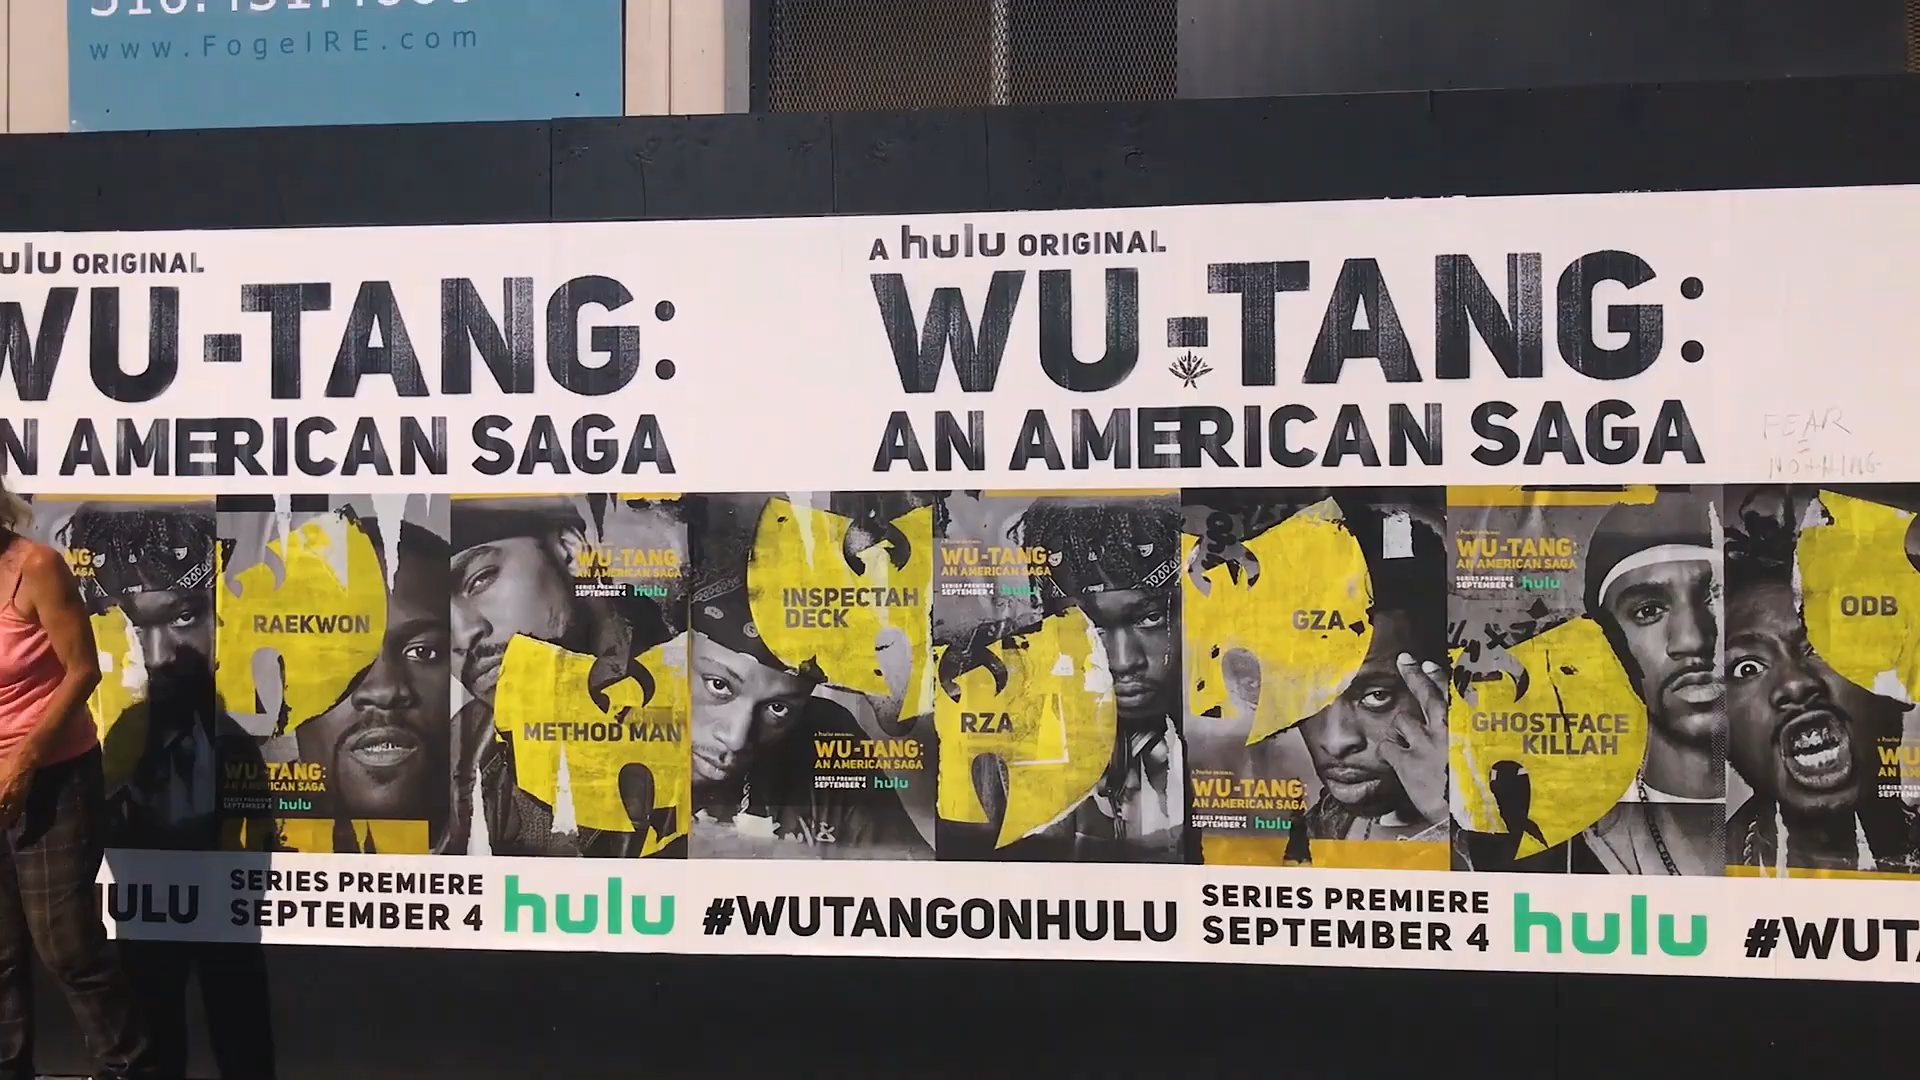 www.FogelRE.com
ORIGINAL
WU-TANG:
AN AMERICAN SAGA
A hulu ORIGINAL
WU-TANG:
AN AMERICAN SAGA
FEAR
NOTHING
RAEKWON
WU-TANG:
AN AMERICAN SAGA
SERIES PREMIERE
SEPTEMBER 4 hulu
WU-TANG:
AN AMERICAN SAGA
SERIES PREMIERE
SEPTEMBER 4 hulu
METHOD MAN
INSPECTAH
DECK
WU-TANG:
AN AMERICAN SAGA
SERIES PREMIERE
SEPTEMBER 4 hulu
WU-TANG:
AN AMERICAN SAGA
SERIES PREMIERE
SEPTEMBER 4 hulu
RZA
GZA
WU-TANG:
AN AMERICAN SAGA
SERIES PREMIERE
SEPTEMBER 4 hulu
WU-TANG:
AN AMERICAN SAGA
SERIES PREMIERE
SEPTEMBER 4 hulu
GHOSTFACE
KILLAH
ODB
SERIES PREMIERE
SEPTEMBER 4
hulu
#WUTANGONHULU
SERIES PREMIERE
SEPTEMBER 4
hulu
#WUTA